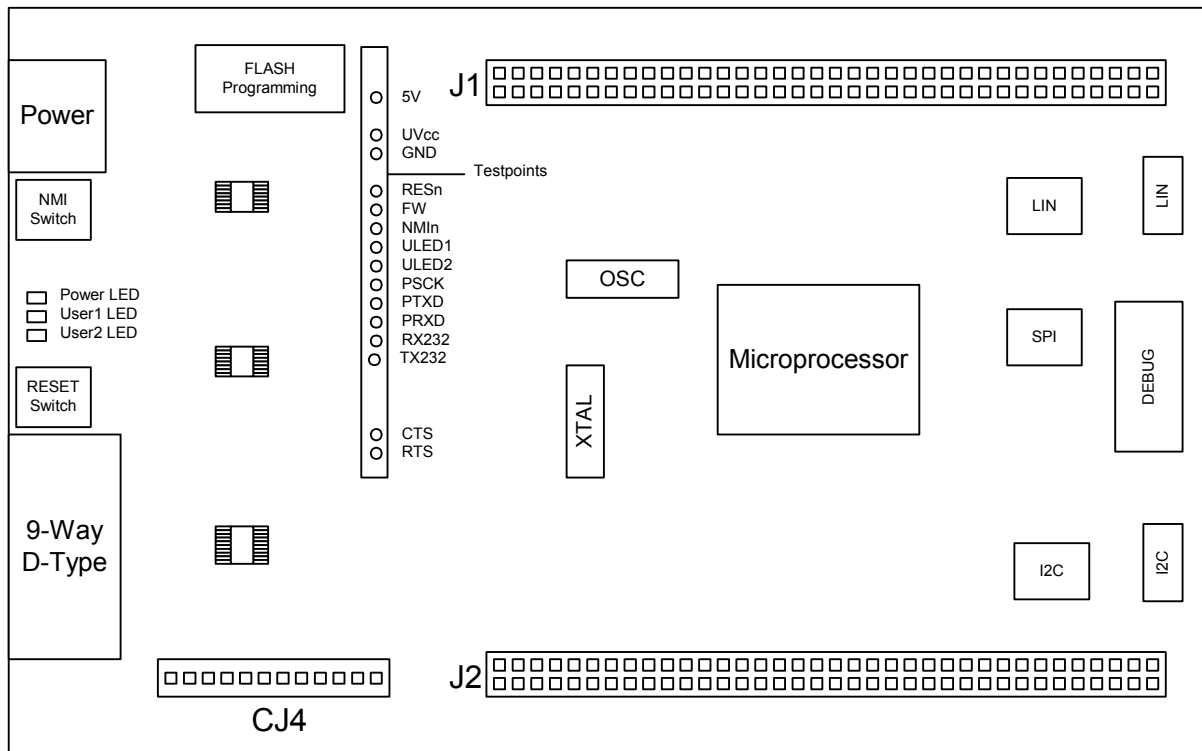 FLASH
Programming
J1
Power
5V
UVcc
GND
Testpoints
NMI
Switch
RESn
FW
NMIn
ULED1
ULED2
PSCK
PTXD
PRXD
RX232
TX232
CTS
RTS
LIN
LIN
Power LED
User1 LED
User2 LED
OSC
Microprocessor
SPI
DEBUG
RESET
Switch
XTAL
9-Way
D-Type
I2C
I2C
J2
CJ4